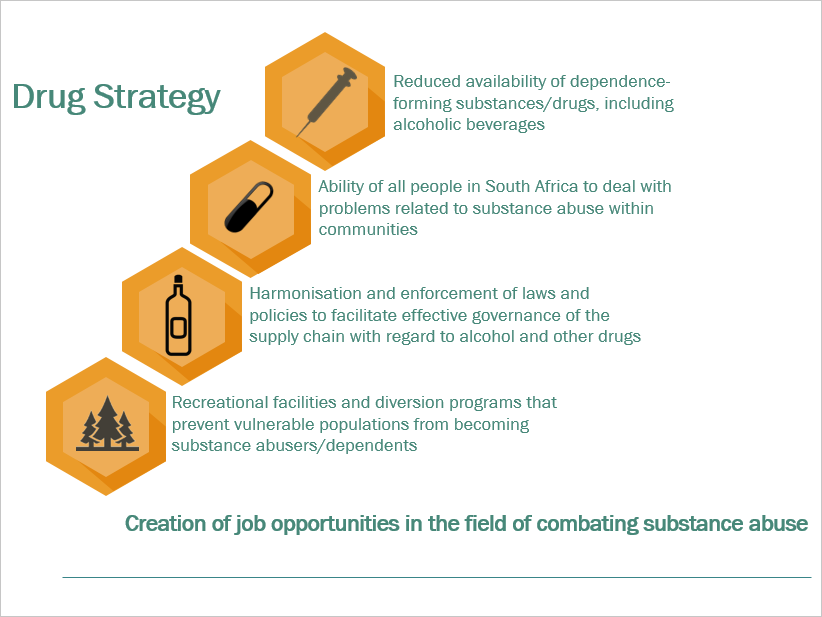 Drug Strategy
Reduced availability of dependence-
forming substances/drugs, including
alcoholic beverages
Ability of all people in South Africa to deal with
problems related to substance abuse within
communities
Harmonisation and enforcement of laws and
policies to facilitate effective governance of the
supply chain with regard to alcohol and other drugs
Recreational facilities and diversion programs that
prevent vulnerable populations from becoming
substance abusers/dependents
Creation of job opportunities in the field of combating substance abuse